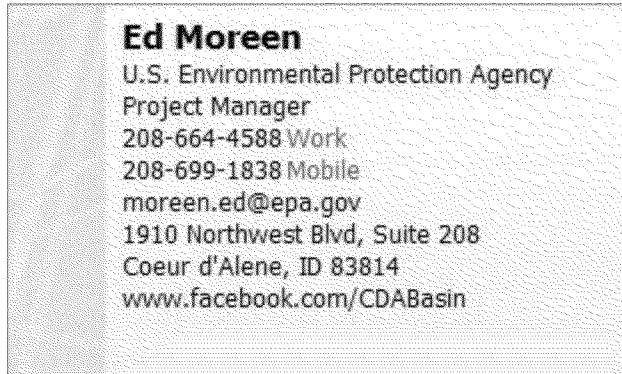 Ed Moreen
U.S. Environmental Protection Agency
Project Manager
208-664-4588 Work
208-699-1838 Mobile
moreen.ed@epa.gov
1910 Northwest Blvd, Suite 208
Coeur d'Alene, ID 83814
www.facebook.com/CDABasin